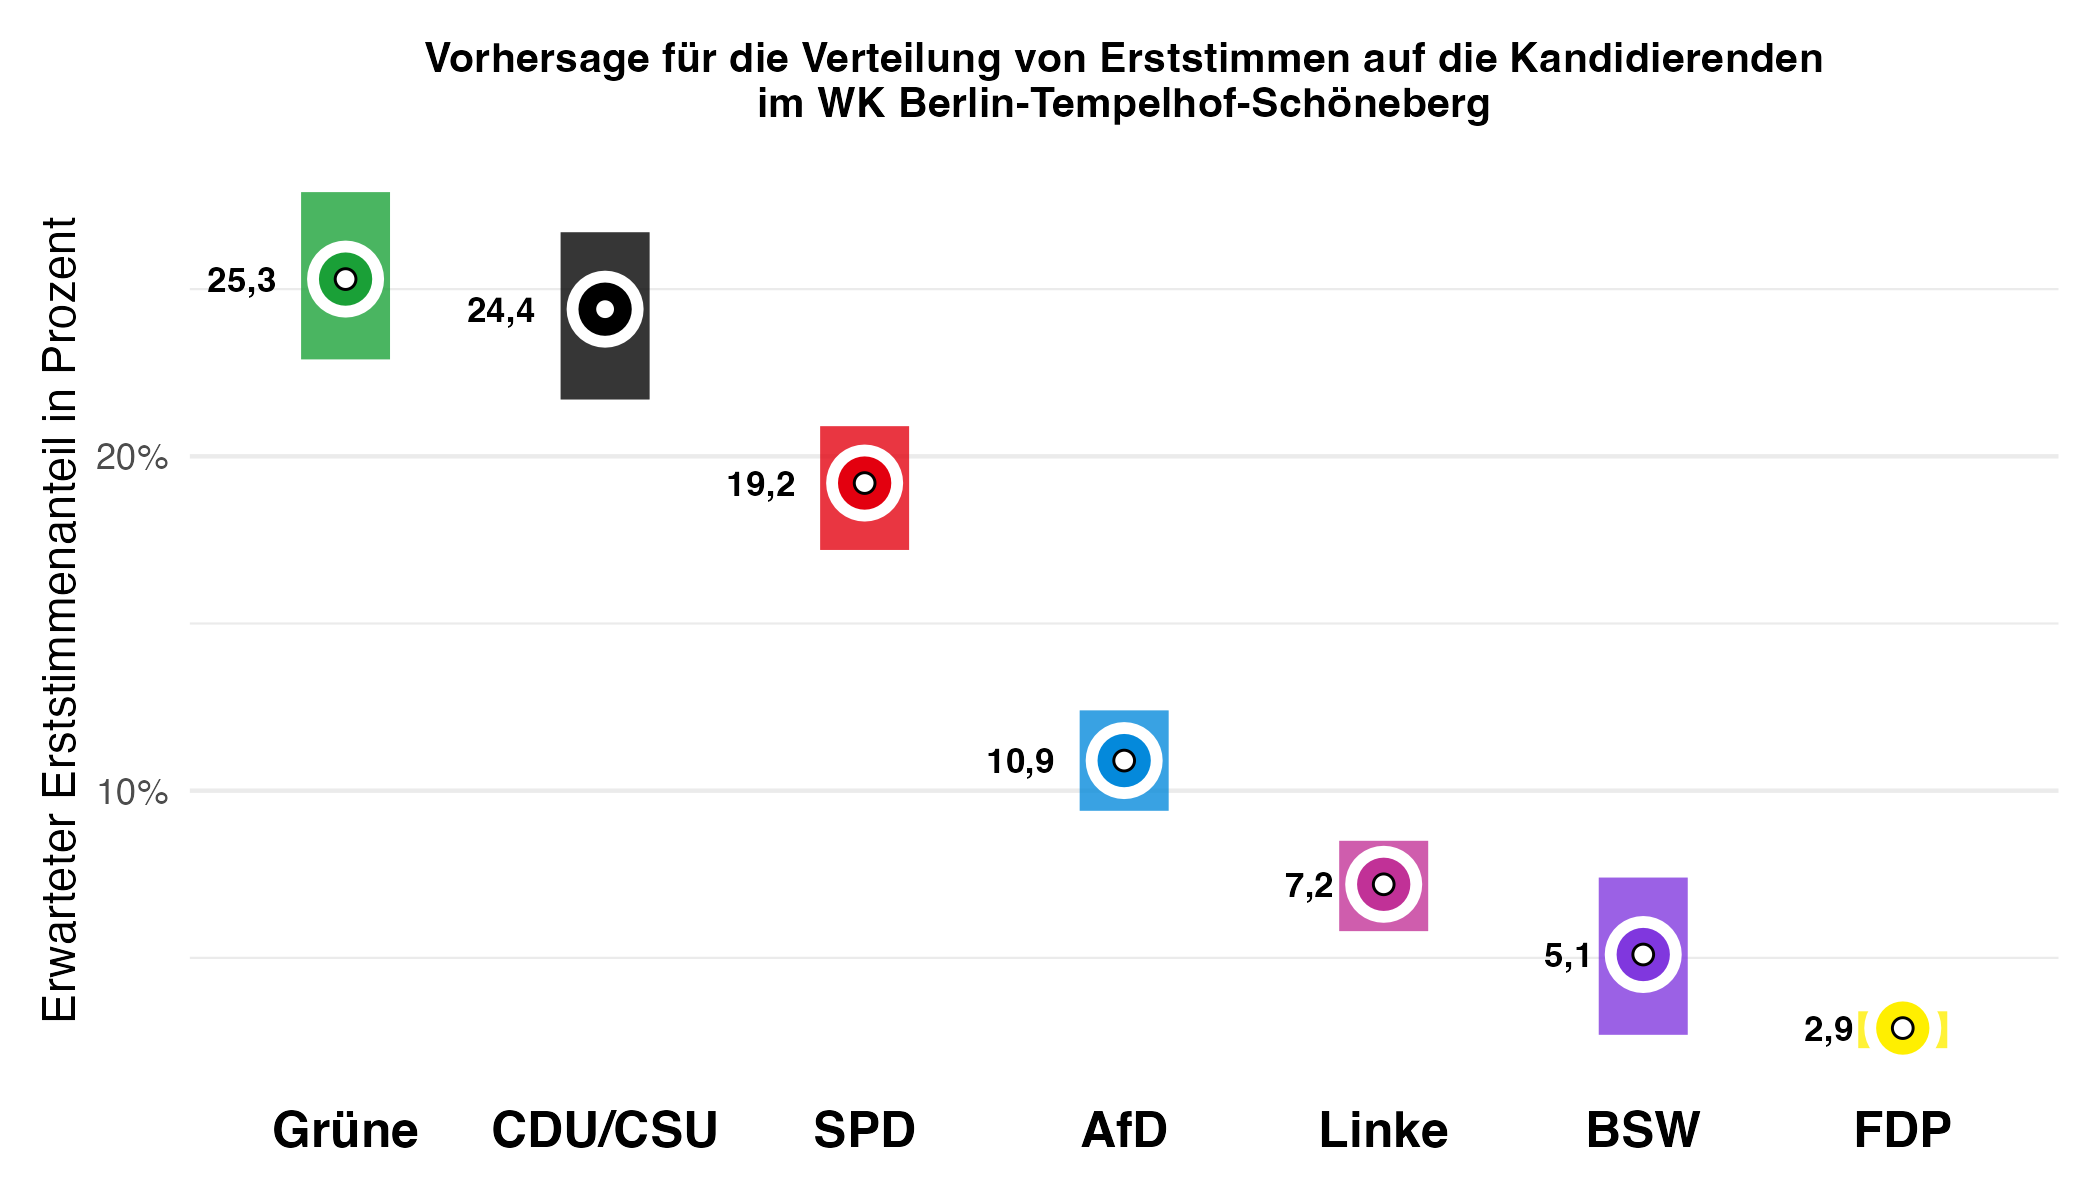 Vorhersage für die Verteilung von Erststimmen auf die Kandidierenden
im WK Berlin-Tempelhof-Schöneberg
Erwarteter Erststimmenanteil in Prozent
20%
10%
25,3
24,4
19,2
10,9
7,2
5,1
2,9
Grüne
CDU/CSU
SPD
AfD
Linke
BSW
FDP